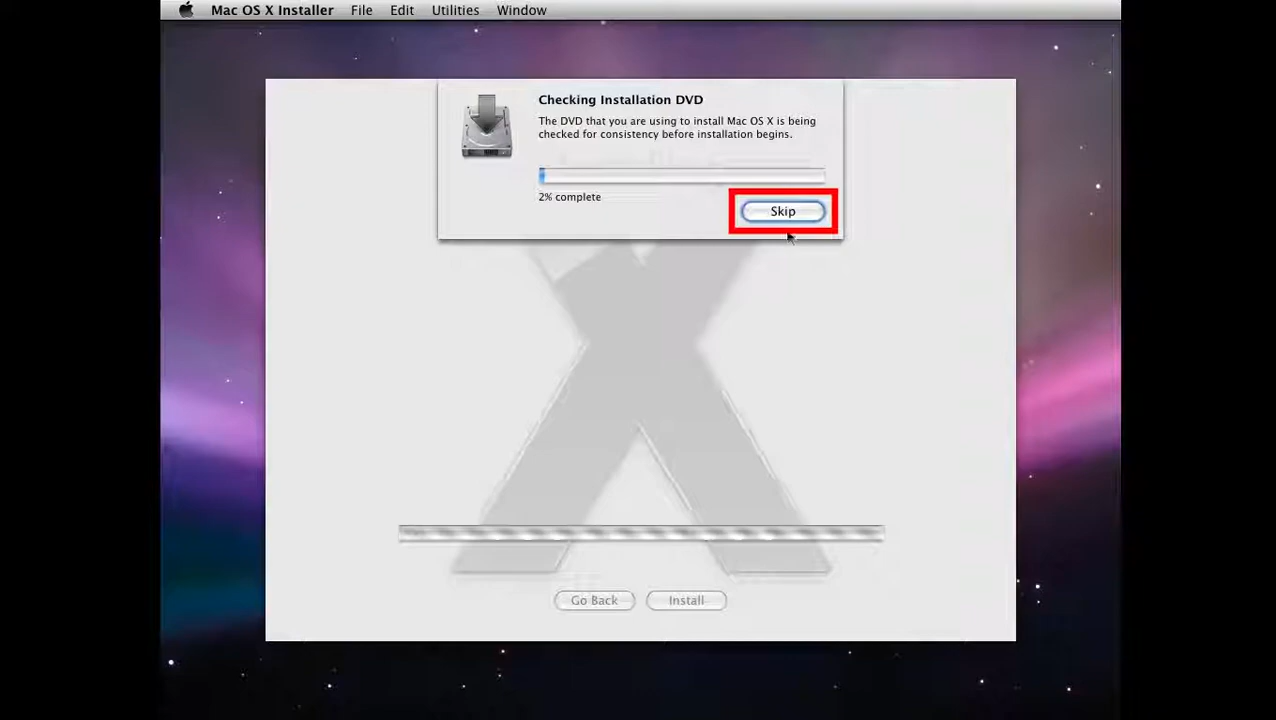 Mac OS X Installer File Edit Utilities Window
Checking Installation DVD
The DVD that you are using to install Mac OS X is being
checked for consistency before installation begins.
2% complete
Skip
Go Back Install